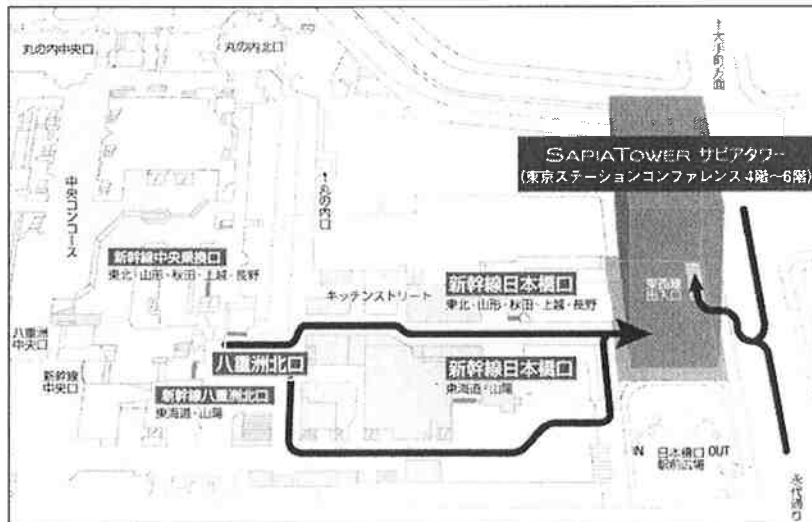 丸の内中央口
丸の内北口
↑大手町方面
SAPIATOWER サピアタワー
(東京ステーションコンファレンス 4階〜6階)
中央コンコース
↑丸の内口
新幹線中央乗換口
東北・山形・秋田・上越・長野
キッチンストリート
新幹線日本橋口
東北・山形・秋田・上越・長野
東西線
出入口
八重洲
中央口
八重洲北口
新幹線
中央口
新幹線八重洲北口
東海道・山陽
新幹線日本橋口
東海道・山陽
IN
日本橋口
駅前広場
OUT
永代通り